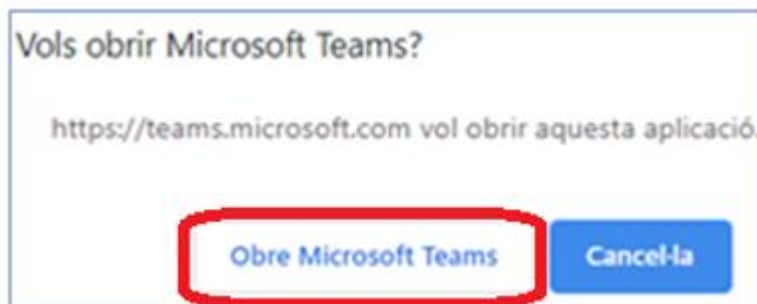 Vols obrir Microsoft Teams?
https://teams.microsoft.com vol obrir aquesta aplicació.
Obre Microsoft Teams
Cancel·la